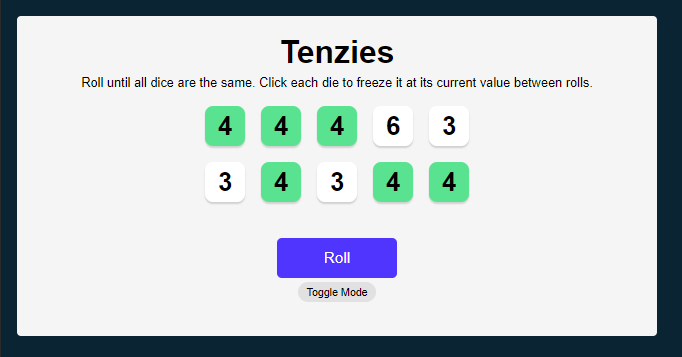 Tenzies
Roll until all dice are the same. Click each die to freeze it at its current value between rolls.
4 4 4 6 3
3 4 3 4 4
Roll
Toggle Mode